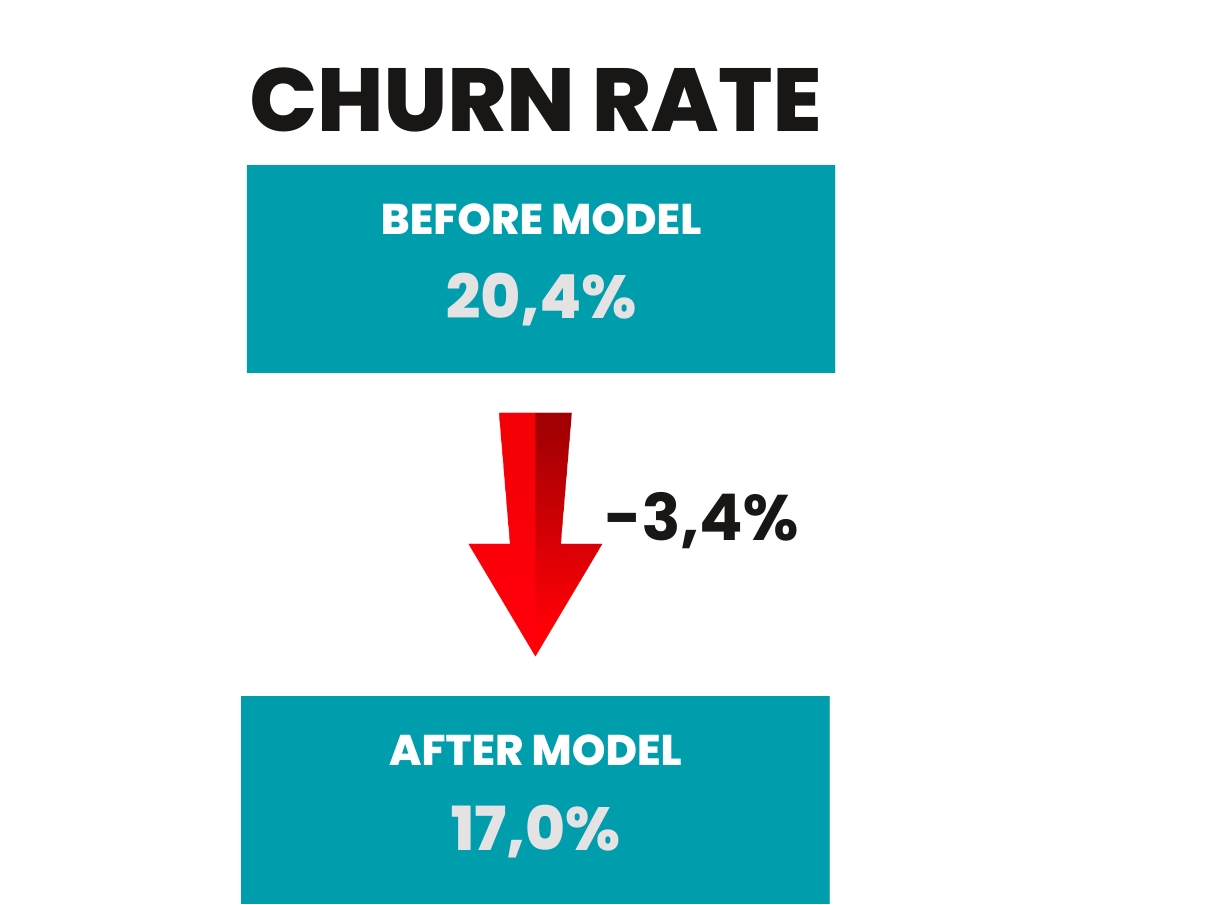 CHURN RATE
BEFORE MODEL
20,4%
-3,4%
AFTER MODEL
17,0%